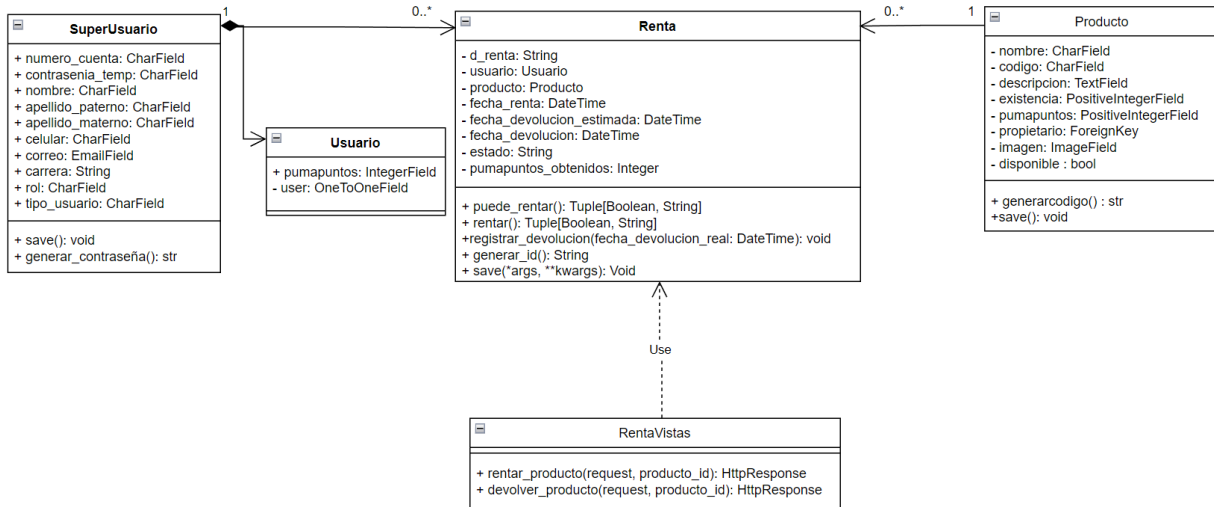 SuperUsuario
+ numero_cuenta: CharField
+ contrasenia_temp: CharField
+ nombre: CharField
+ apellido_paterno: CharField
+ apellido_materno: CharField
+ celular: CharField
+ correo: EmailField
+ carrera: String
+ rol: CharField
+ tipo_usuario: CharField
+ save(): void
+ generar_contraseña(): str
1
0..*
Usuario
+ pumapuntos: IntegerField
- user: OneToOneField
Renta
- d_renta: String
- usuario: Usuario
- producto: Producto
- fecha_renta: DateTime
- fecha_devolucion_estimada: DateTime
- fecha_devolucion: DateTime
- estado: String
- pumapuntos_obtenidos: Integer
+ puede_rentar(): Tuple[Boolean, String]
+ rentar(): Tuple[Boolean, String]
+registrar_devolucion(fecha_devolucion_real: DateTime): void
+ generar_id(): String
+ save(*args, **kwargs): Void
0..*
1
Producto
- nombre: CharField
- codigo: CharField
- descripcion: TextField
- existencia: PositiveIntegerField
- pumapuntos: PositiveIntegerField
- propietario: ForeignKey
- imagen: ImageField
- disponible : bool
+ generarcodigo() : str
+save(): void
Use
RentaVistas
+ rentar_producto(request, producto_id): HttpResponse
+ devolver_producto(request, producto_id): HttpResponse